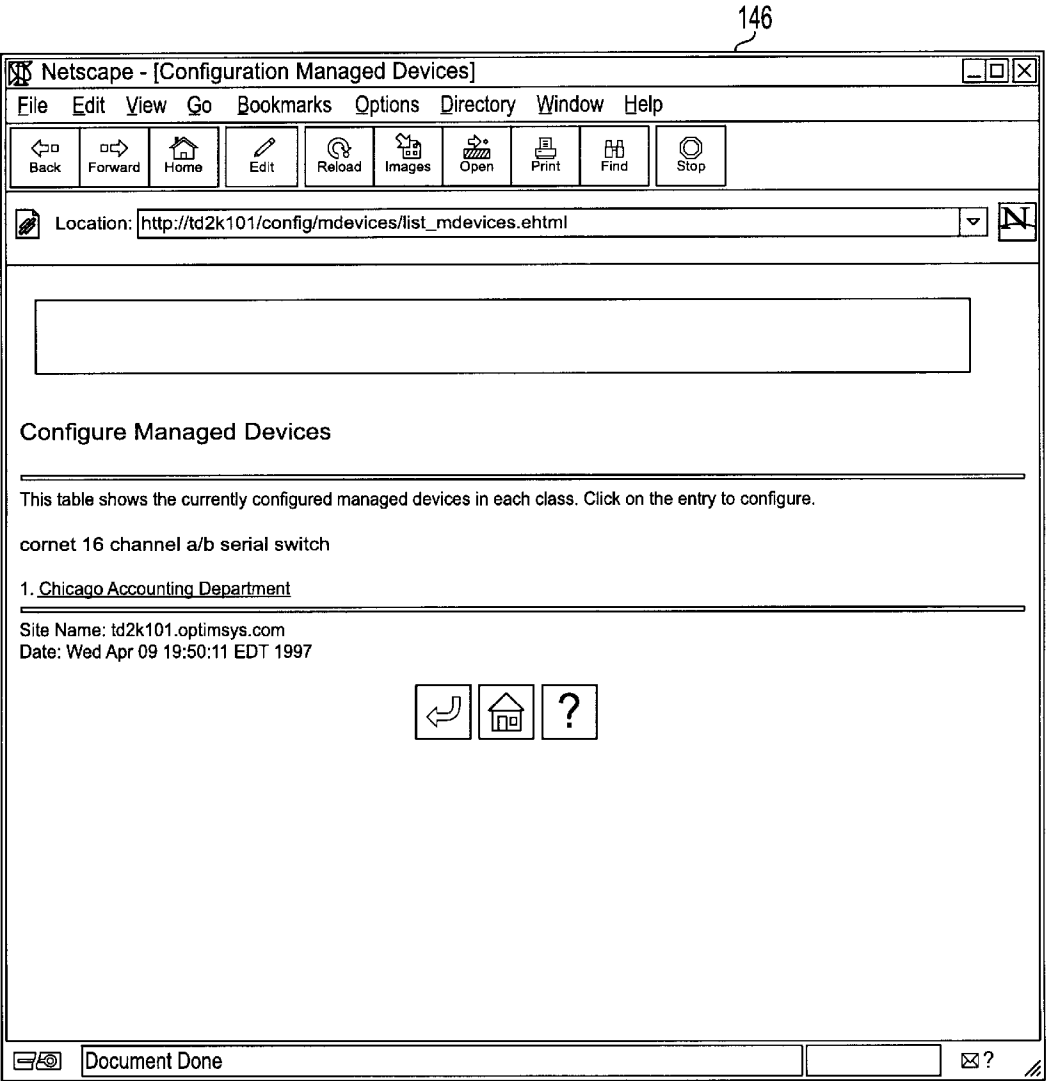 146
Netscape - [Configuration Managed Devices]
File Edit View Go Bookmarks Options Directory Window Help
Back Forward Home Edit Reload Images Open Print Find Stop
Location: http://td2k101/config/mdevices/list_mdevices.ehtml
N
Configure Managed Devices
This table shows the currently configured managed devices in each class. Click on the entry to configure.
cornet 16 channel a/b serial switch
1. Chicago Accounting Department
Site Name: td2k101.optimsys.com
Date: Wed Apr 09 19:50:11 EDT 1997
?
Document Done
?